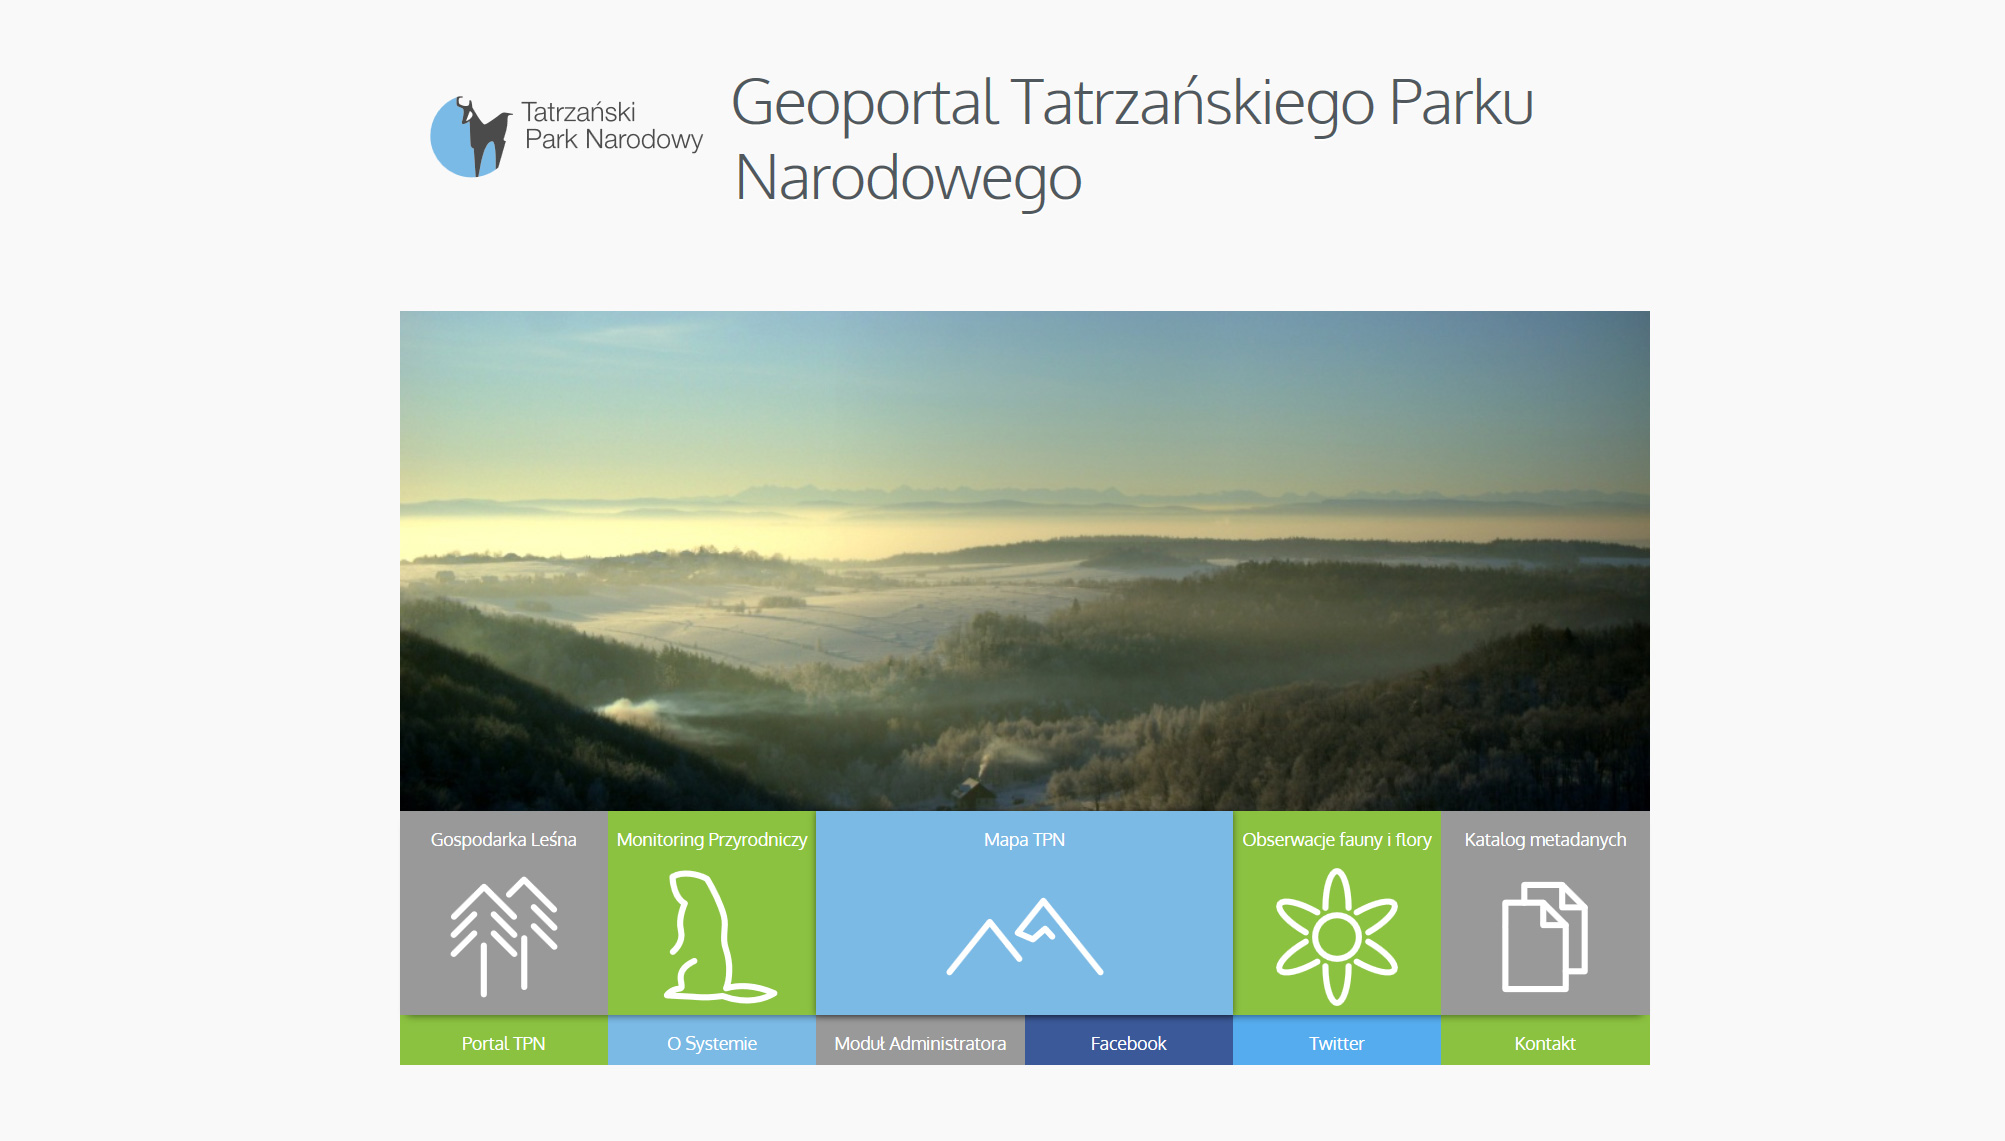 Tatrzański
Park Narodowy
Geoportal Tatrzańskiego Parku
Narodowego
Gospodarka Leśna
Monitoring Przyrodniczy
Mapa TPN
Obserwacje fauny i flory
Katalog metadanych
Portal TPN
O Systemie
Moduł Administratora
Facebook
Twitter
Kontakt